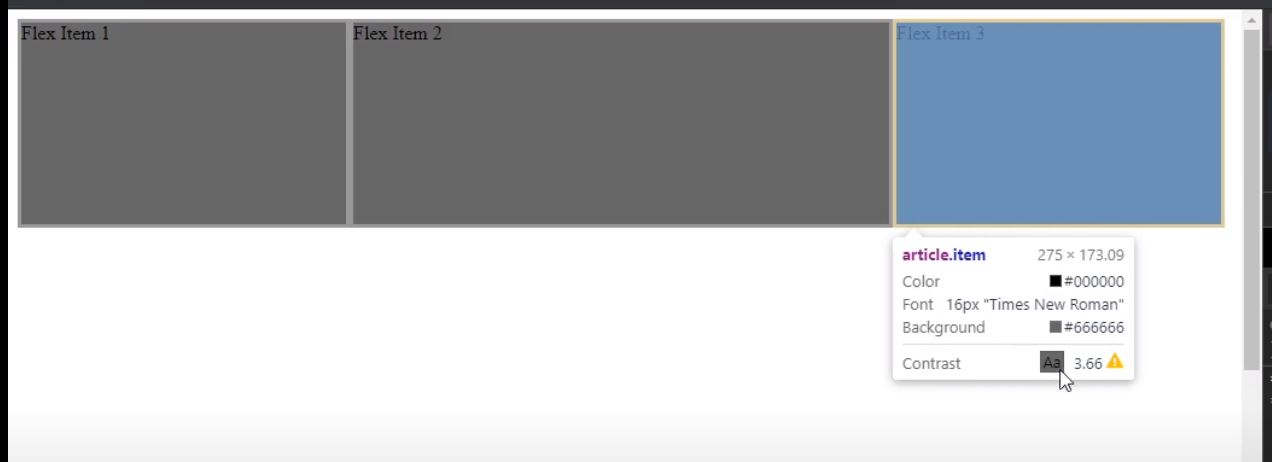 Flex Item 1
Flex Item 2
Flex Item 3
article.item 275 × 173.09
Color #000000
Font 16px "Times New Roman"
Background #666666
Contrast Aa 3.66